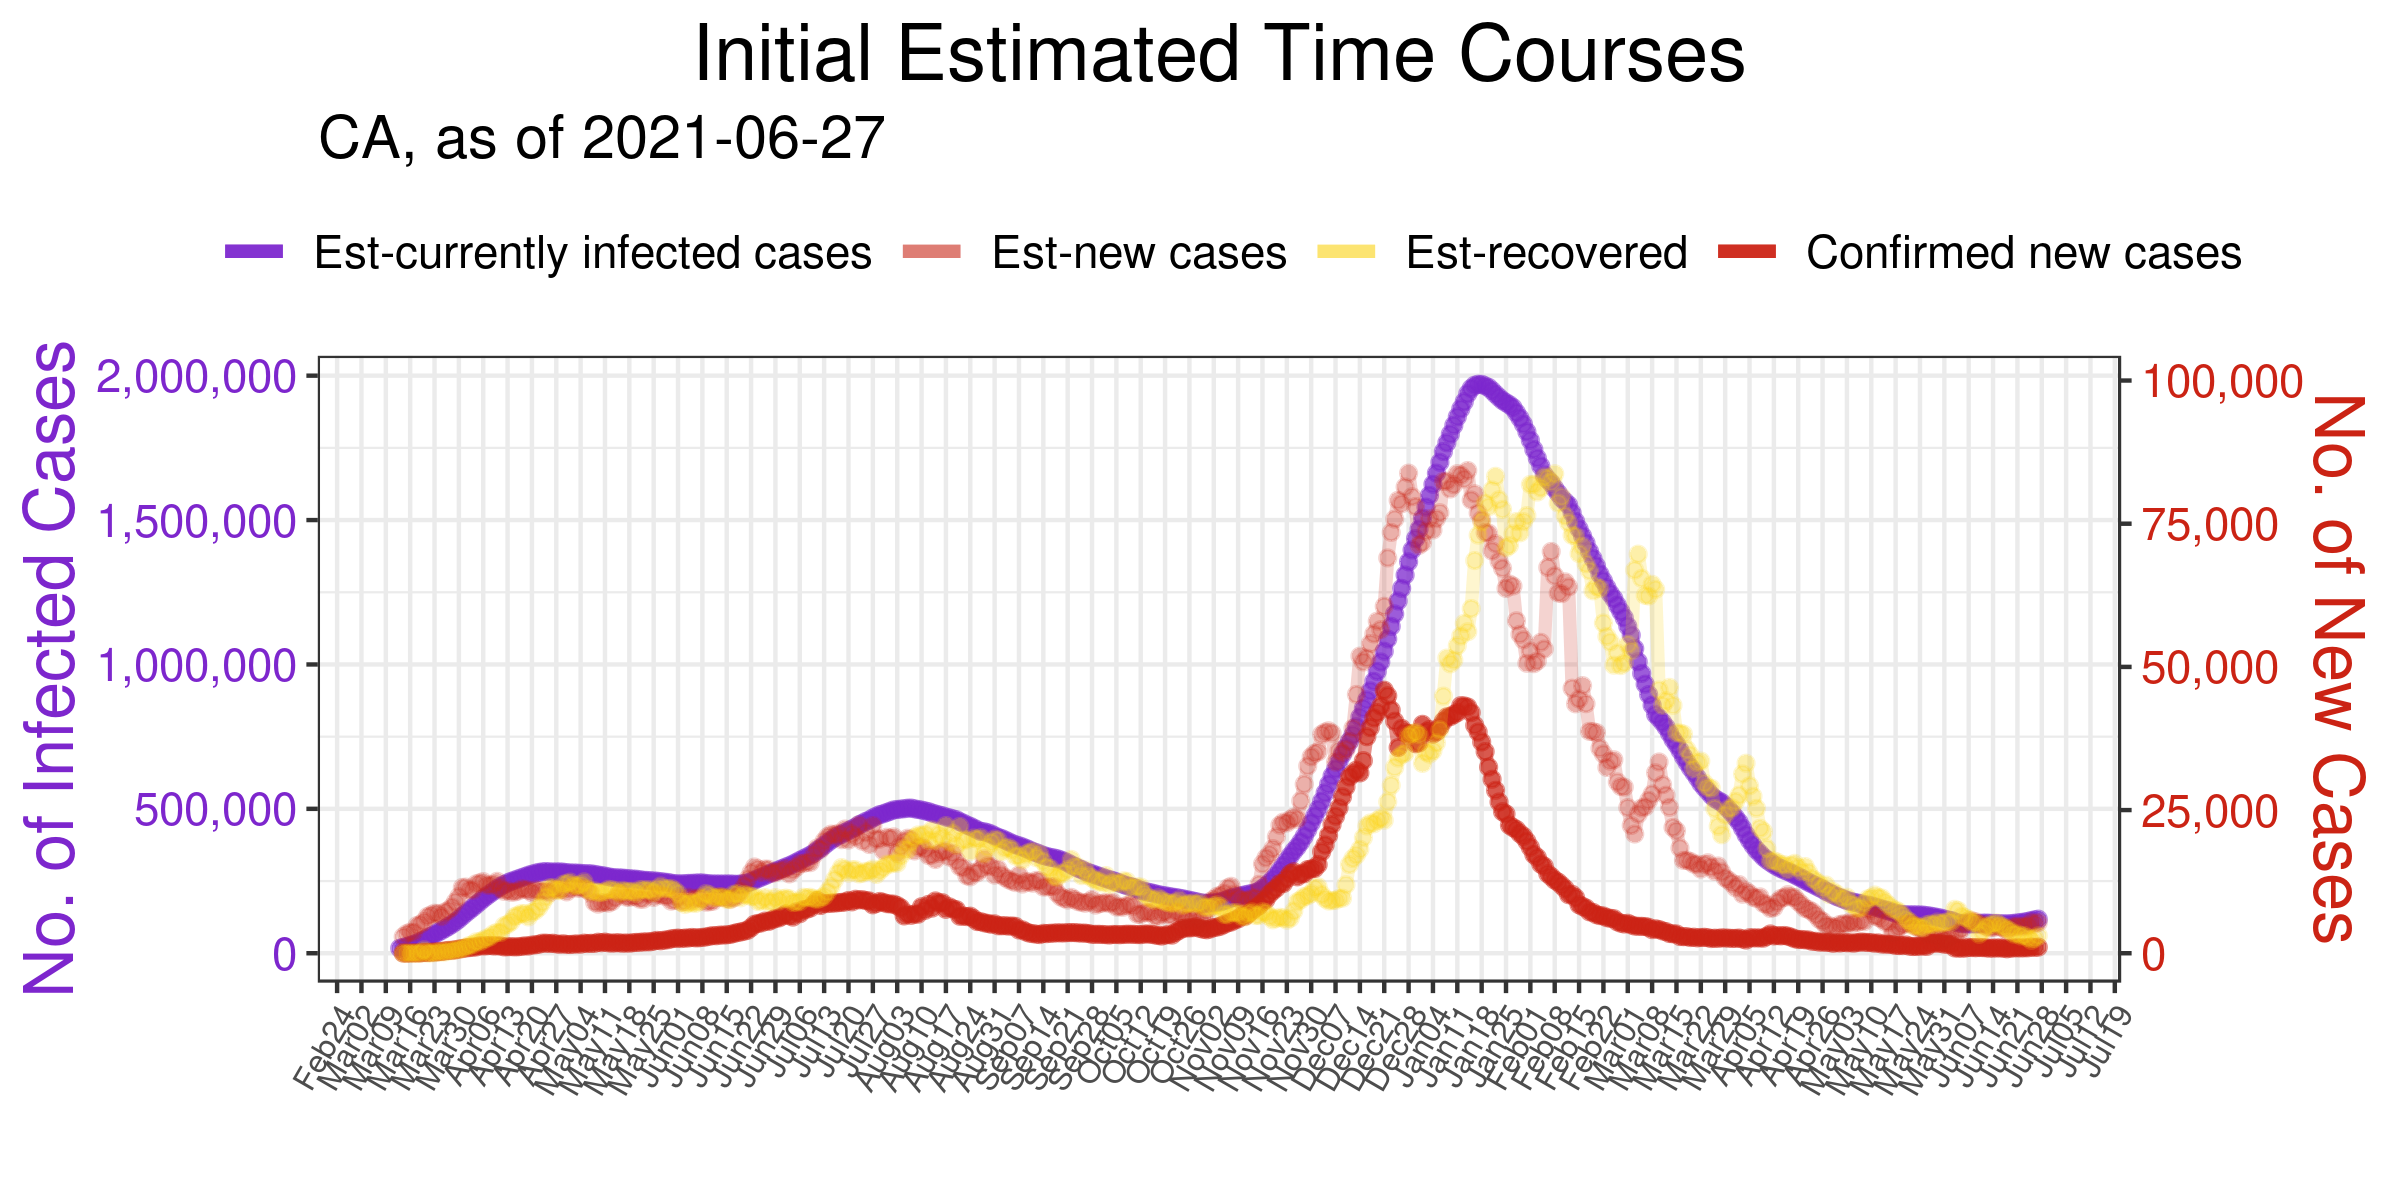 Initial Estimated Time Courses
CA, as of 2021-06-27
Est-currently infected cases
Est-new cases
Est-recovered
Confirmed new cases
No. of Infected Cases
2,000,000
1,500,000
1,000,000
500,000
0
100,000
75,000
50,000
25,000
0
No. of New Cases
Feb24
Mar02
Mar09
Mar16
Mar23
Mar30
Apr06
Apr13
Apr20
Apr27
May04
May11
May18
May25
Jun01
Jun08
Jun15
Jun22
Jun29
Jul06
Jul13
Jul20
Jul27
Aug03
Aug10
Aug17
Aug24
Aug31
Sep07
Sep14
Sep21
Sep28
Oct05
Oct12
Oct19
Oct26
Nov02
Nov09
Nov16
Nov23
Nov30
Dec07
Dec14
Dec21
Dec28
Jan11
Jan18
Jan25
Feb08
Feb15
Feb22
Mar01
Mar08
Mar15
Mar22
Mar29
Apr12
Apr19
Apr26
May10
May17
May24
May31
Jun07
Jun14
Jun21
Jun28
Jul05
Jul12
Jul19